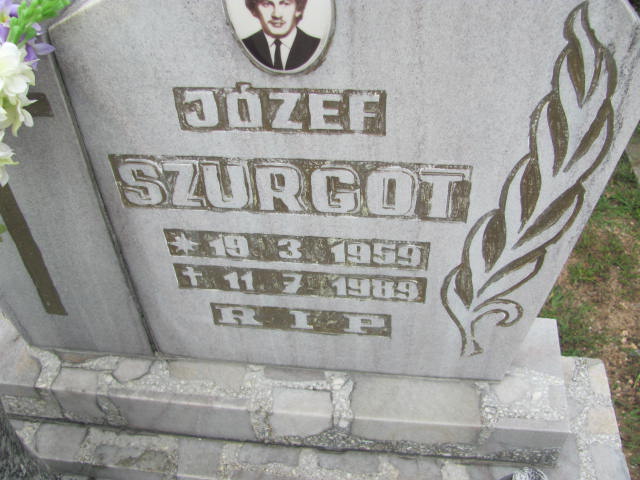 JÓZEF
SZURGOT
* 19 3 1959
† 11 7 1989
R I P